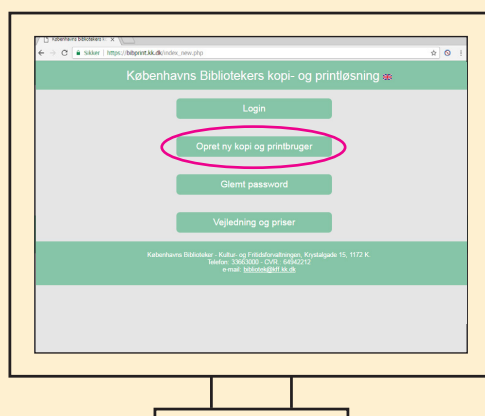 Københavns Biblioteker
Sikker | https://bibprint.kk.dk/index_new.php
Københavns Bibliotekers kopi- og printløsning
Login
Opret ny kopi og printbruger
Glemt password
Vejledning og priser
Københavns Biblioteker - Kultur- og Fritidsforvaltningen, Krystalgade 15, 1172 K.
Telefon: 33663000 - CVR.: 64942212
e-mail: bibliotek@kff.kk.dk